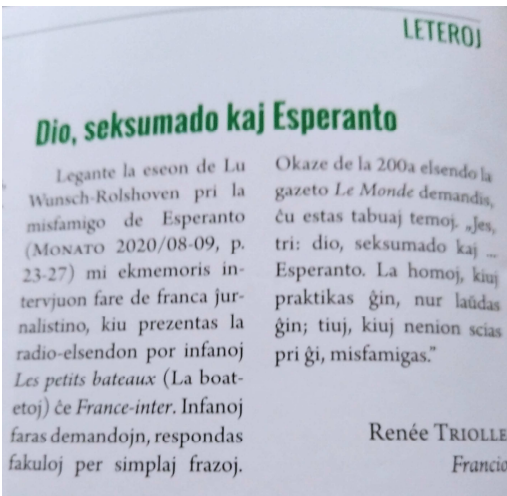 LETEROJ
Dio, seksumado kaj Esperanto
Legante la eseon de Lu
Wunsch-Rolshoven pri la
misfamigo de Esperanto
(MONATO 2020/08-09, p.
23-27) mi ekmemoris in-
tervjuon fare de franca ĵur-
nalistino, kiu prezentas la
radio-elsendon por infanoj
Les petits bateaux (La boat-
etoj) ĉe France-inter. Infanoj
faras demandojn, respondas
fakuloj per simplaj frazoj.
Okaze de la 200a elsendo la
gazeto Le Monde demandis,
ĉu estas tabuaj temoj. „Jes,
tri: dio, seksumado kaj ...
Esperanto. La homoj, kiuj
praktikas ĝin, nur laŭdas
ĝin; tiuj, kiuj nenion scias
pri ĝi, misfamigas.”
Renée TRIOLLE
Francio